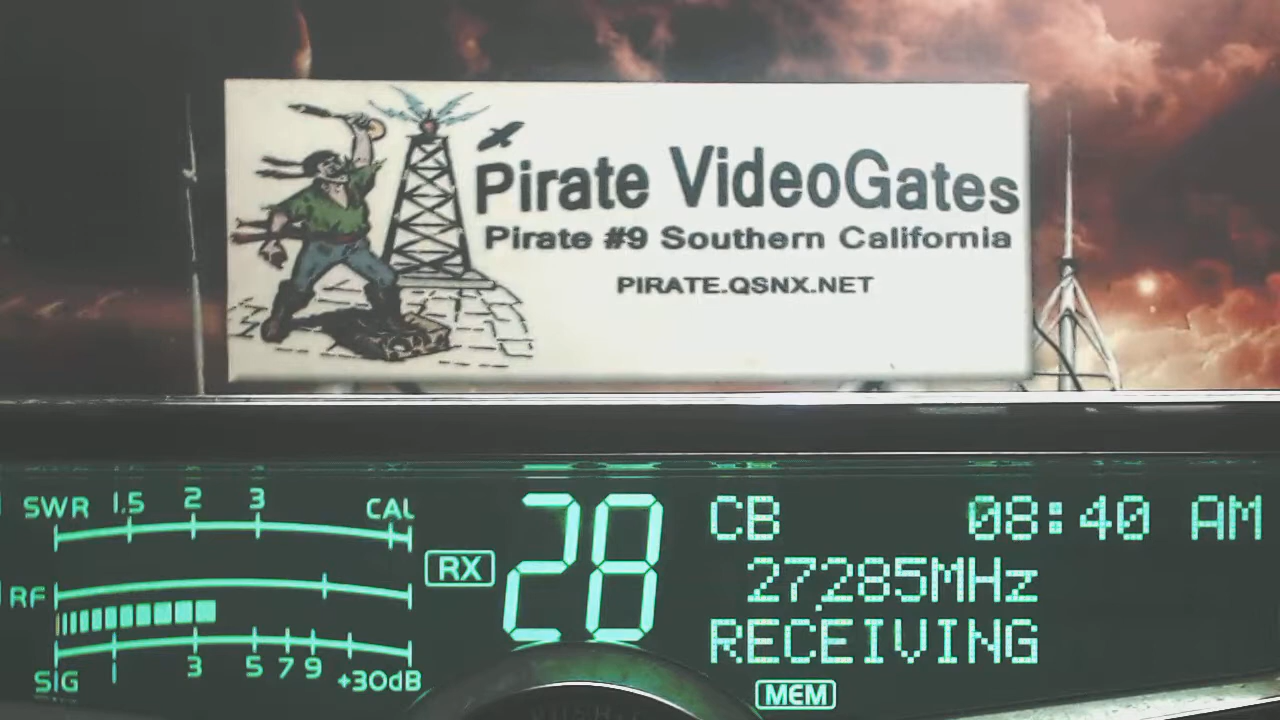 Pirate VideoGates
Pirate #9 Southern California
PIRATE.QSNX.NET
SWR 1.5 2 3 CAL
RF
SIG 1 3 5 7 9 +30dB
RX
28
CB 08:40 AM
27,285MHz
RECEIVING
MEM